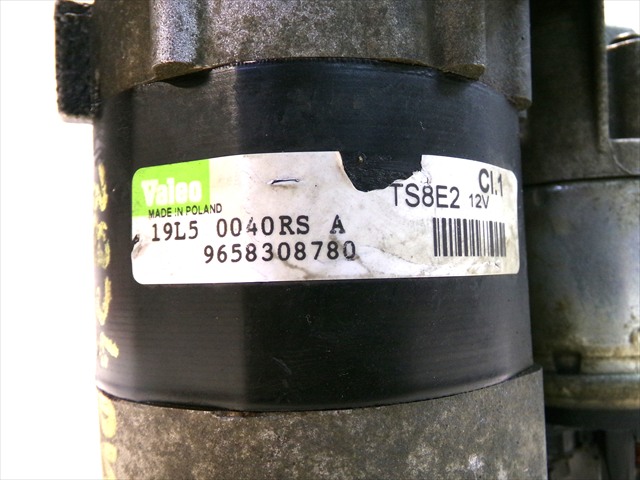 Valeo
MADE IN POLAND
19L5 0040RS A
9658308780
TS8E2 12V
Cl.1